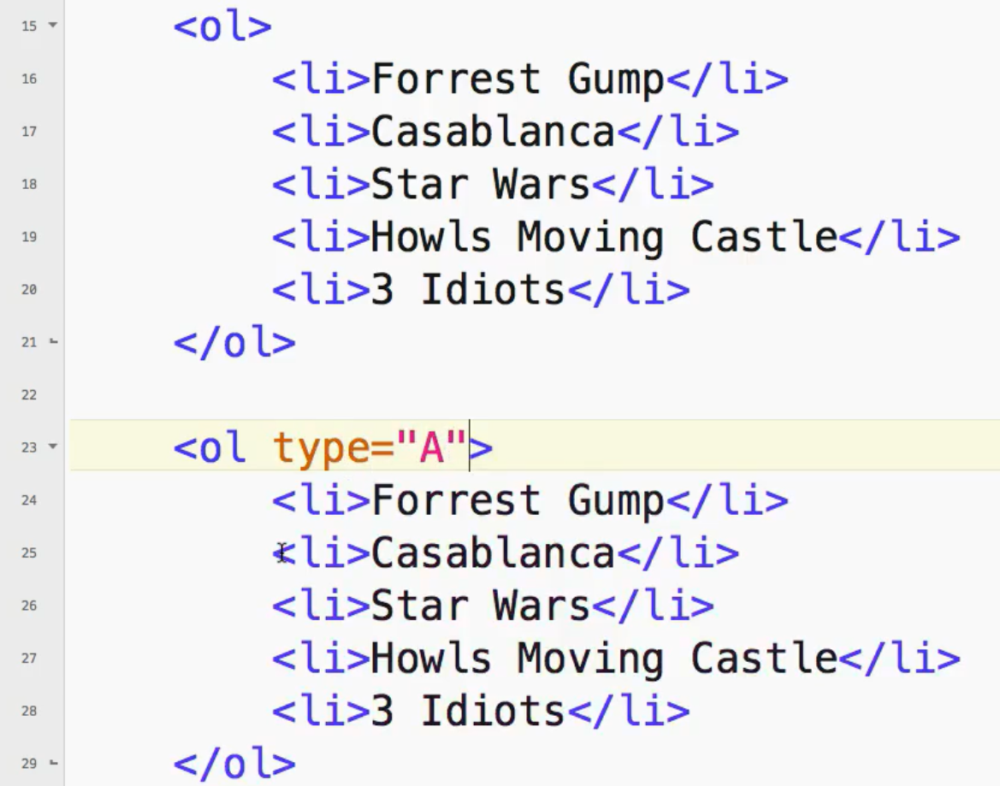 15 <ol>
16 <li>Forrest Gump</li>
17 <li>Casablanca</li>
18 <li>Star Wars</li>
19 <li>Howls Moving Castle</li>
20 <li>3 Idiots</li>
21 </ol>
22
23 <ol type="A">
24 <li>Forrest Gump</li>
25 <li>Casablanca</li>
26 <li>Star Wars</li>
27 <li>Howls Moving Castle</li>
28 <li>3 Idiots</li>
29 </ol>